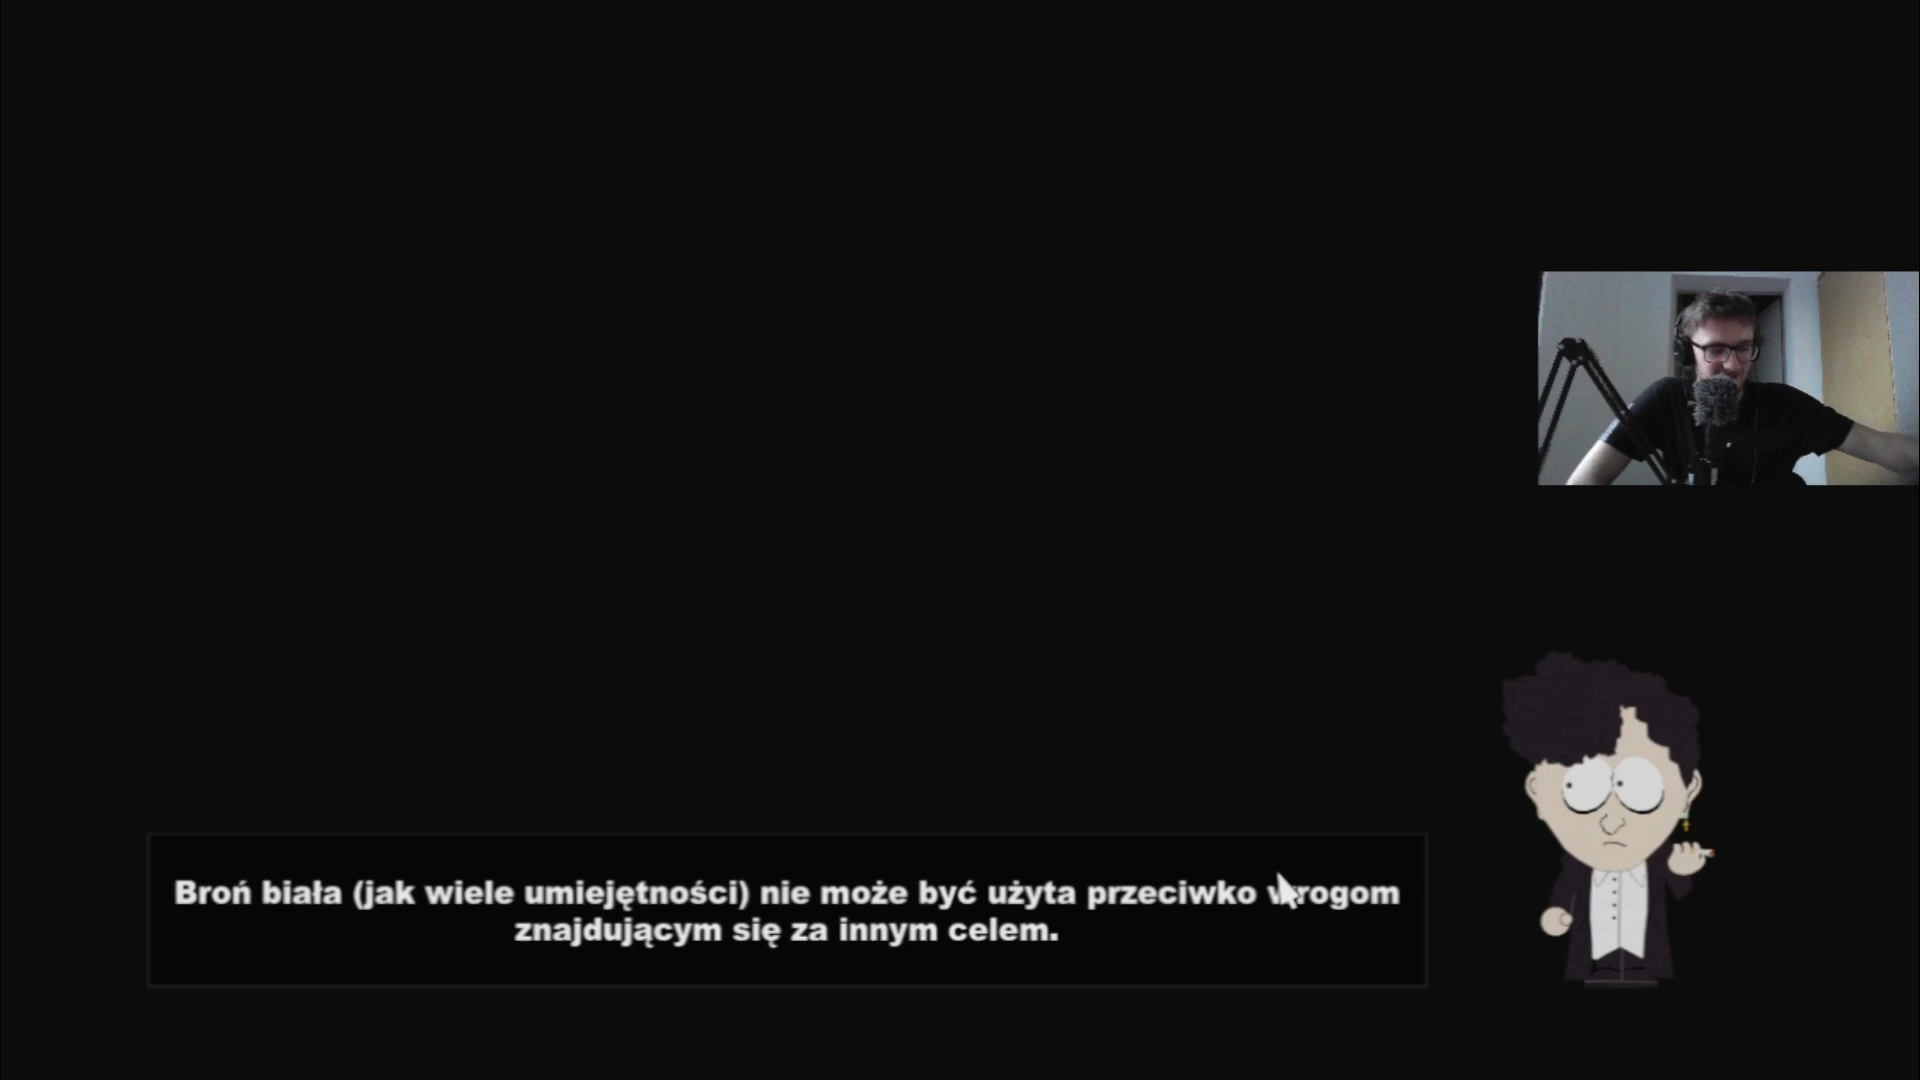 Broń biała (jak wiele umiejętności) nie może być użyta przeciwko wrogom
znajdującym się za innym celem.